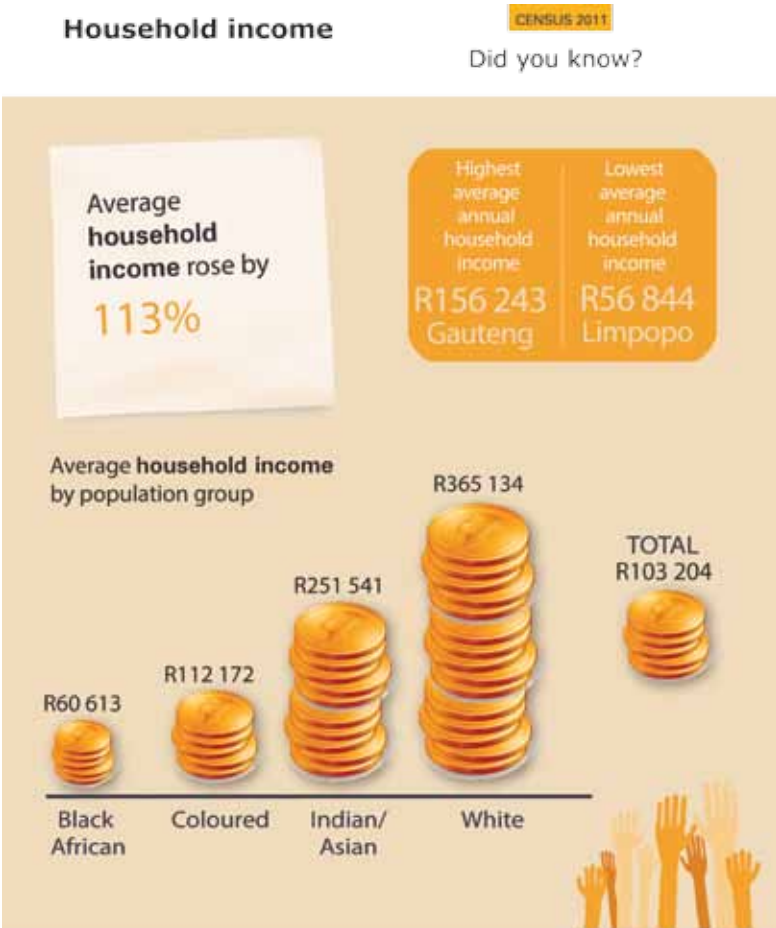 Household income
CENSUS 2011
Did you know?
Average
household
income rose by
113%
Highest
average
annual
household
income
R156 243
Gauteng
Lowest
average
annual
household
income
R56 844
Limpopo
Average household income
by population group
R60 613
R112 172
R251 541
R365 134
TOTAL
R103 204
Black
African
Coloured
Indian/
Asian
White